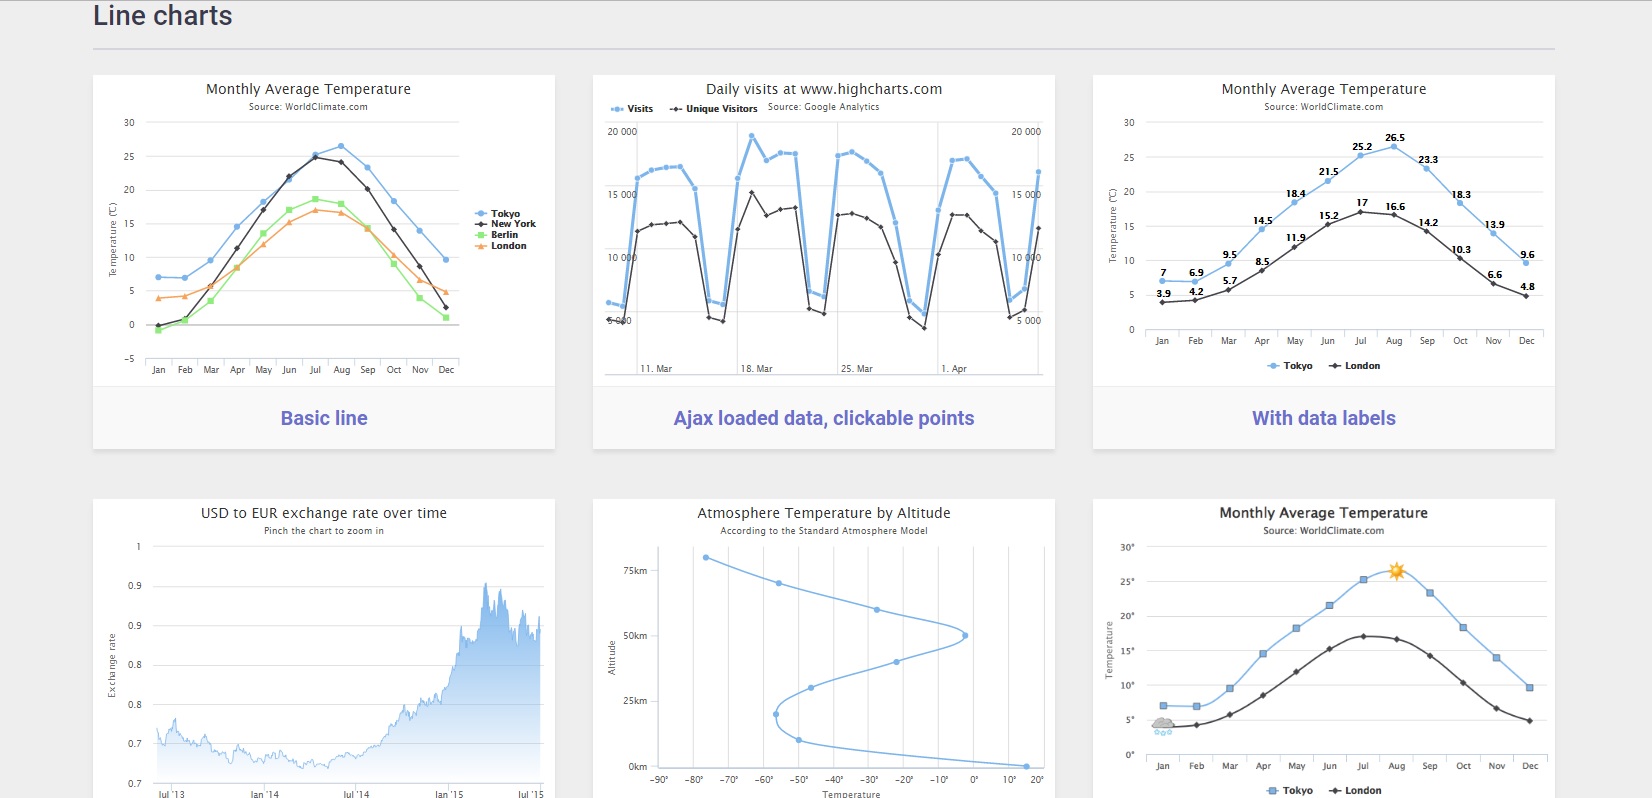 Line charts
Monthly Average Temperature
Source: WorldClimate.com
30
25
20
15
10
5
0
−5
Temperature (°C)
Jan Feb Mar Apr May Jun Jul Aug Sep Oct Nov Dec
Tokyo
New York
Berlin
London
Basic line
Daily visits at www.highcharts.com
Visits Unique Visitors Source: Google Analytics
20 000 20 000
15 000 15 000
10 000 10 000
5 000 5 000
11. Mar 18. Mar 25. Mar 1. Apr
Ajax loaded data, clickable points
Monthly Average Temperature
Source: WorldClimate.com
30
25
20
15
10
5
0
Temperature (°C)
7 6.9 9.5 14.5 18.4 21.5 25.2 26.5 23.3 18.3 13.9 9.6
3.9 4.2 5.7 8.5 11.9 15.2 17 16.6 14.2 10.3 6.6 4.8
Jan Feb Mar Apr May Jun Jul Aug Sep Oct Nov Dec
Tokyo London
With data labels
USD to EUR exchange rate over time
Pinch the chart to zoom in
1
0.9
0.9
0.8
0.8
0.7
0.7
Exchange rate
Jul '13 Jan '14 Jul '14 Jan '15 Jul '15
Atmosphere Temperature by Altitude
According to the Standard Atmosphere Model
75km
50km
25km
0km
Altitude
−90° −80° −70° −60° −50° −40° −30° −20° −10° 0° 10° 20°
Temperature
Monthly Average Temperature
Source: WorldClimate.com
30°
25°
20°
15°
10°
5°
0°
Temperature
Jan Feb Mar Apr May Jun Jul Aug Sep Oct Nov Dec
Tokyo London